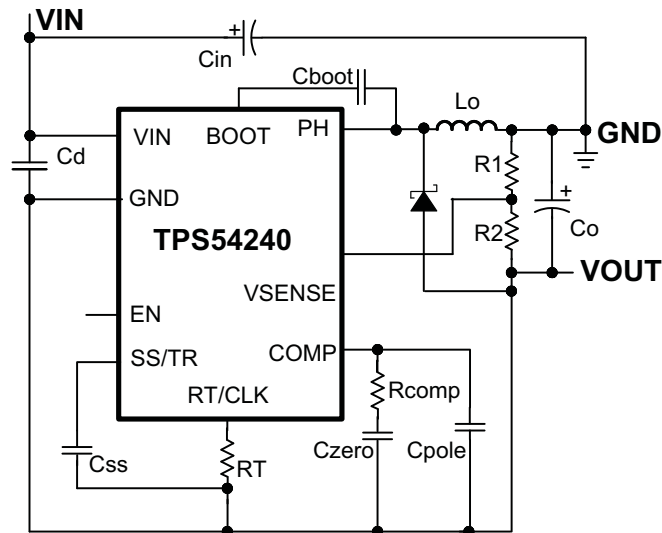 VIN
+
Cin
Cboot
Lo
VIN
BOOT
PH
GND
Cd
R1
GND
+
TPS54240
R2
Co
VOUT
VSENSE
EN
COMP
SS/TR
Rcomp
RT/CLK
Css
RT
Czero
Cpole